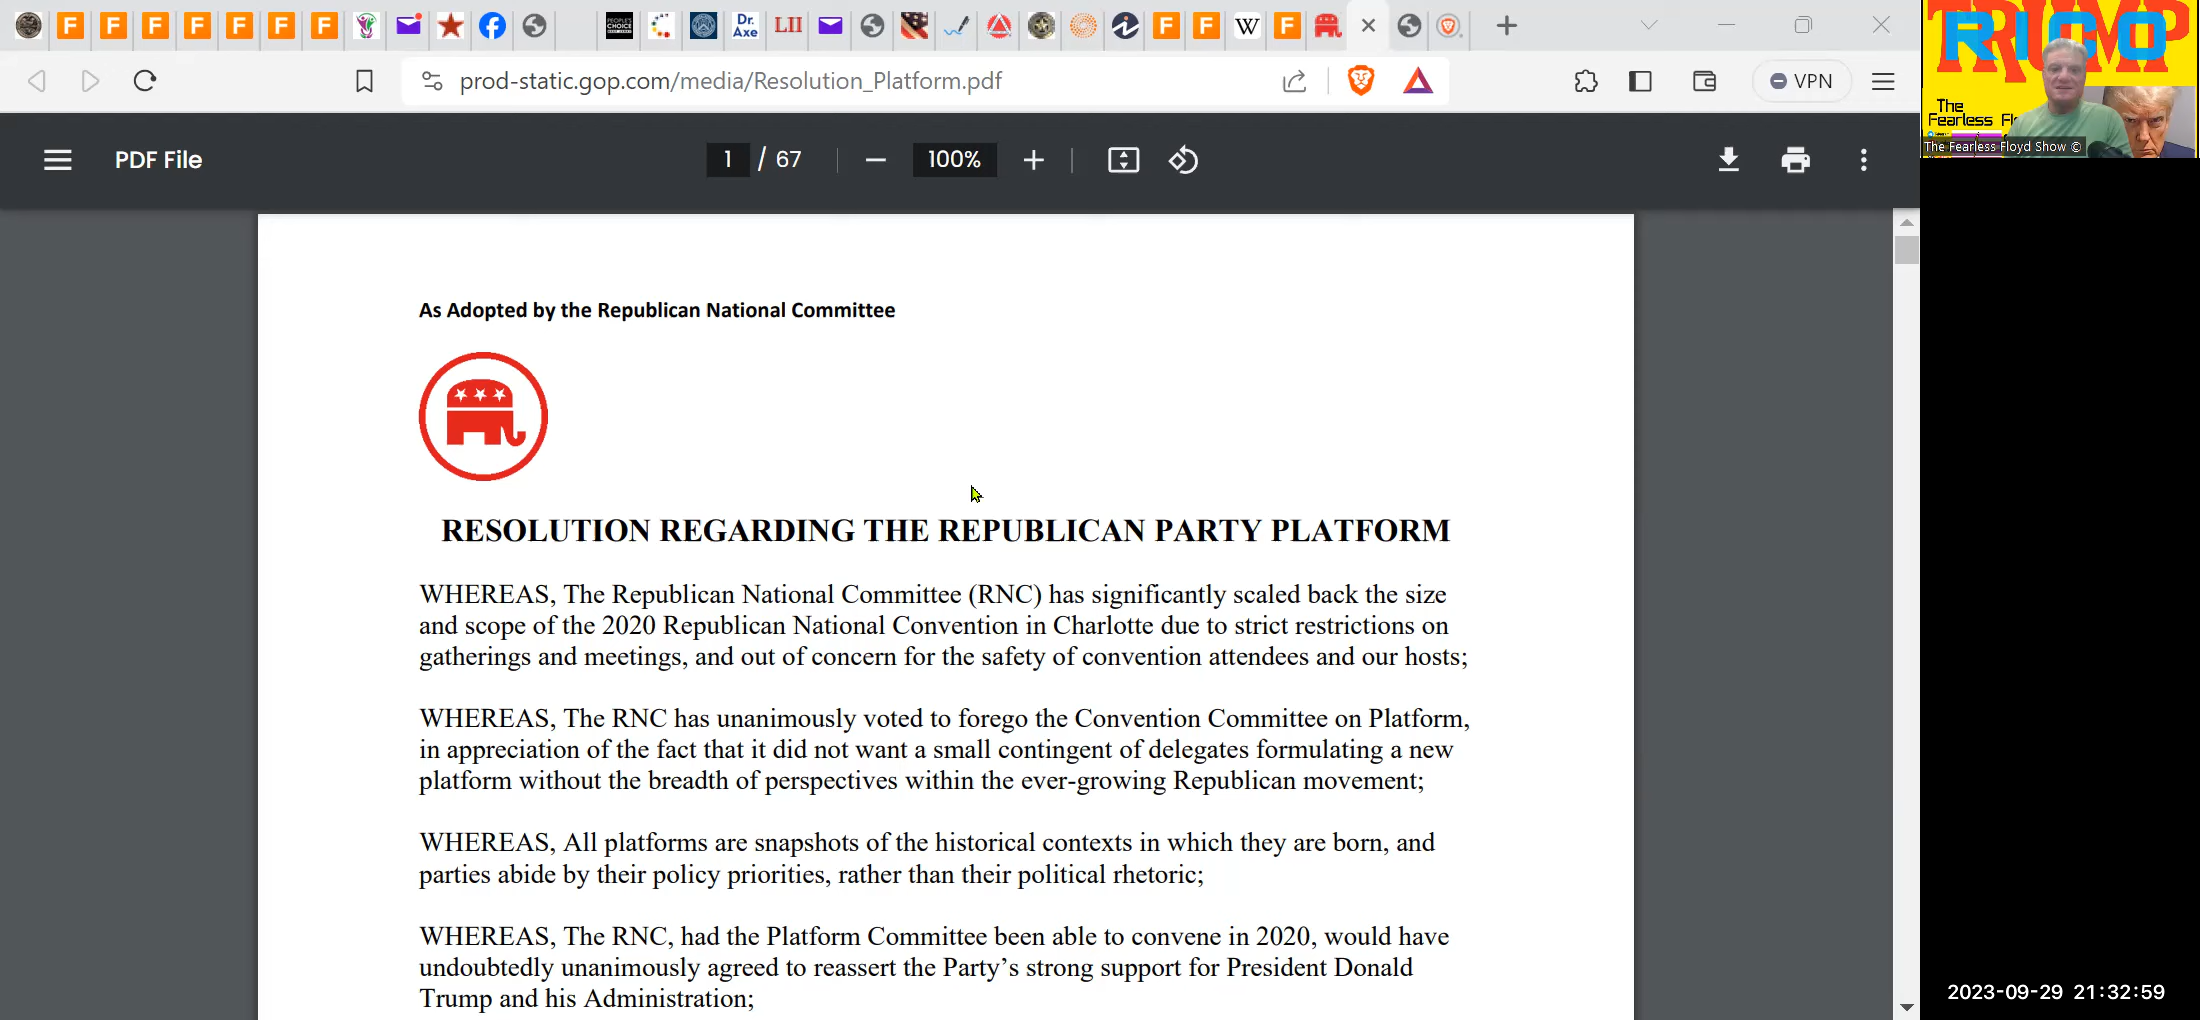 F F F F F F F PEOPLE'S CHOICE Dr. Axe LII F F W F
prod-static.gop.com/media/Resolution_Platform.pdf
VPN
PDF File
1 / 67
100%
As Adopted by the Republican National Committee
RESOLUTION REGARDING THE REPUBLICAN PARTY PLATFORM
WHEREAS, The Republican National Committee (RNC) has significantly scaled back the size
and scope of the 2020 Republican National Convention in Charlotte due to strict restrictions on
gatherings and meetings, and out of concern for the safety of convention attendees and our hosts;
WHEREAS, The RNC has unanimously voted to forego the Convention Committee on Platform,
in appreciation of the fact that it did not want a small contingent of delegates formulating a new
platform without the breadth of perspectives within the ever-growing Republican movement;
WHEREAS, All platforms are snapshots of the historical contexts in which they are born, and
parties abide by their policy priorities, rather than their political rhetoric;
WHEREAS, The RNC, had the Platform Committee been able to convene in 2020, would have
undoubtedly unanimously agreed to reassert the Party’s strong support for President Donald
Trump and his Administration;
TRUMP
RIGO
The
Fearless Fl
The Fearless Floyd Show ©
2023-09-29 21:32:59